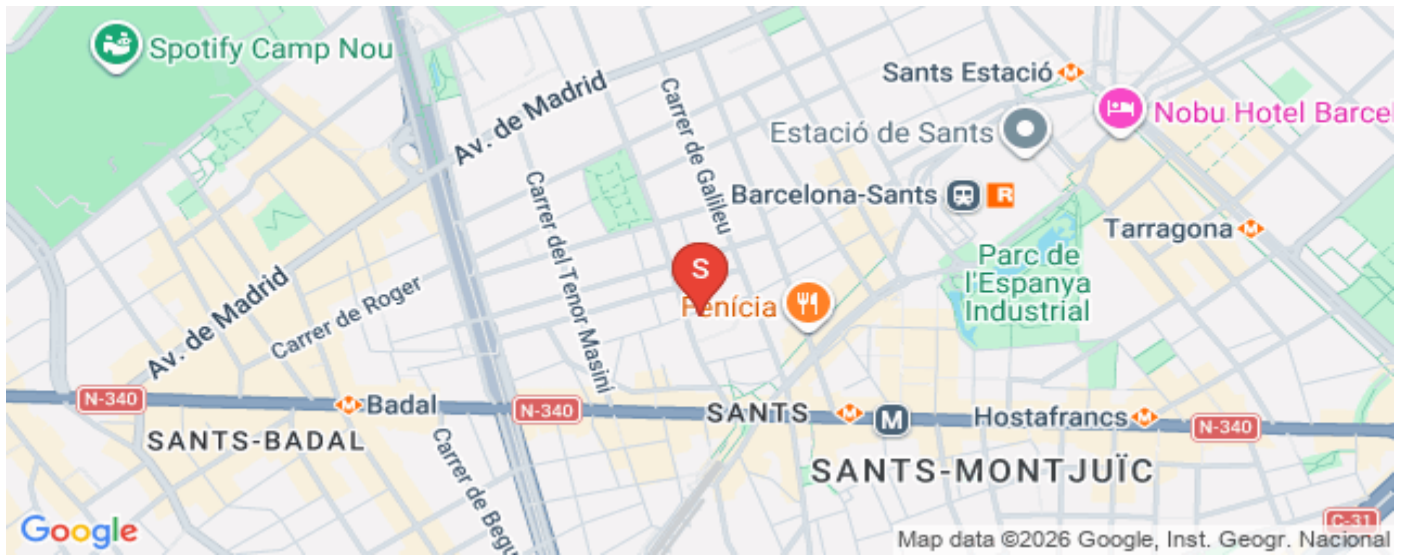 Spotify Camp Nou
Av. de Madrid
Carrer de Galileu
Sants Estació
Nobu Hotel Barcel
Estació de Sants
Barcelona-Sants
R
Tarragona
Carrer del Tenor Masini
Parc de
l'Espanya
Industrial
S
Fenícia
Av. de Madrid
Carrer de Roger
N-340
Badal
N-340
SANTS
M
Hostafrancs
N-340
SANTS-BADAL
Carrer de Begu
SANTS-MONTJUÏC
C-31
Google
Map data ©2026 Google, Inst. Geogr. Nacional